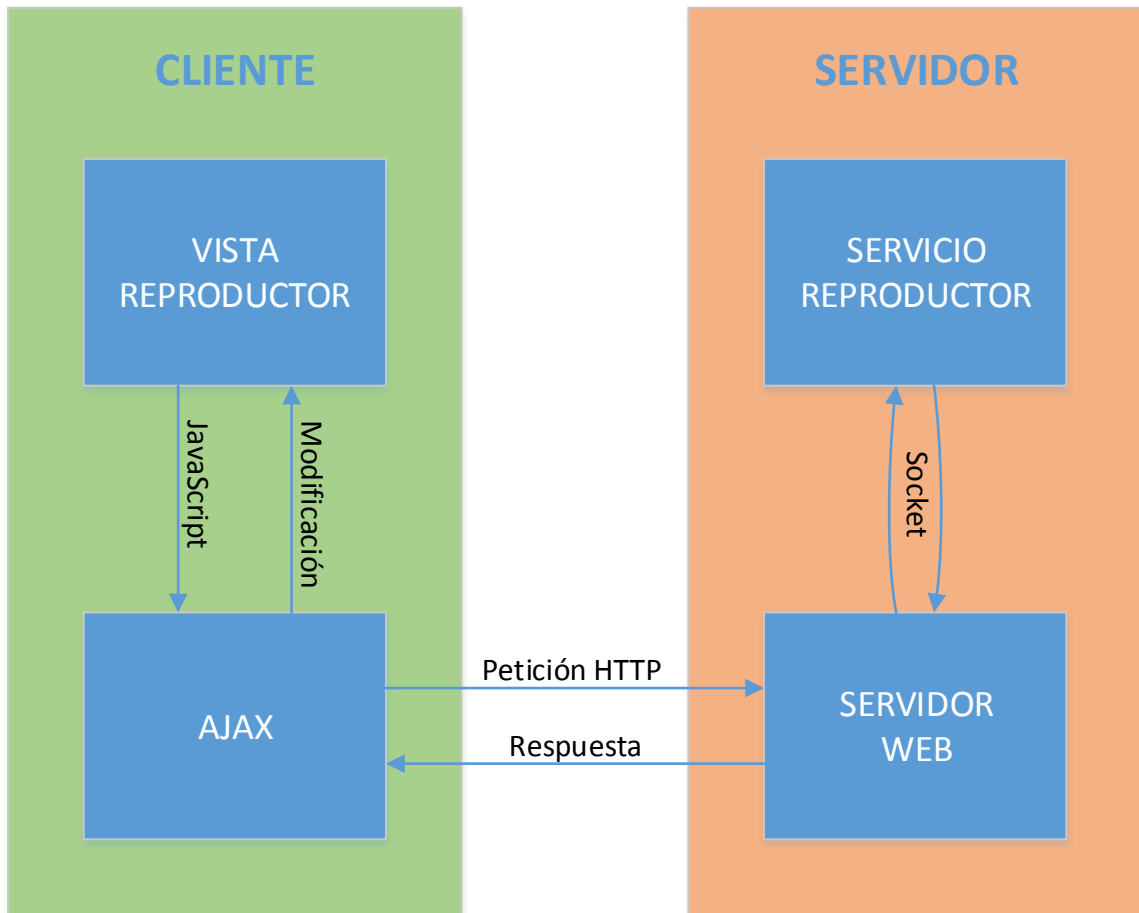 CLIENTE
VISTA
REPRODUCTOR
JavaScript
Modificación
AJAX
Petición HTTP
Respuesta
SERVIDOR
SERVICIO
REPRODUCTOR
Socket
SERVIDOR
WEB